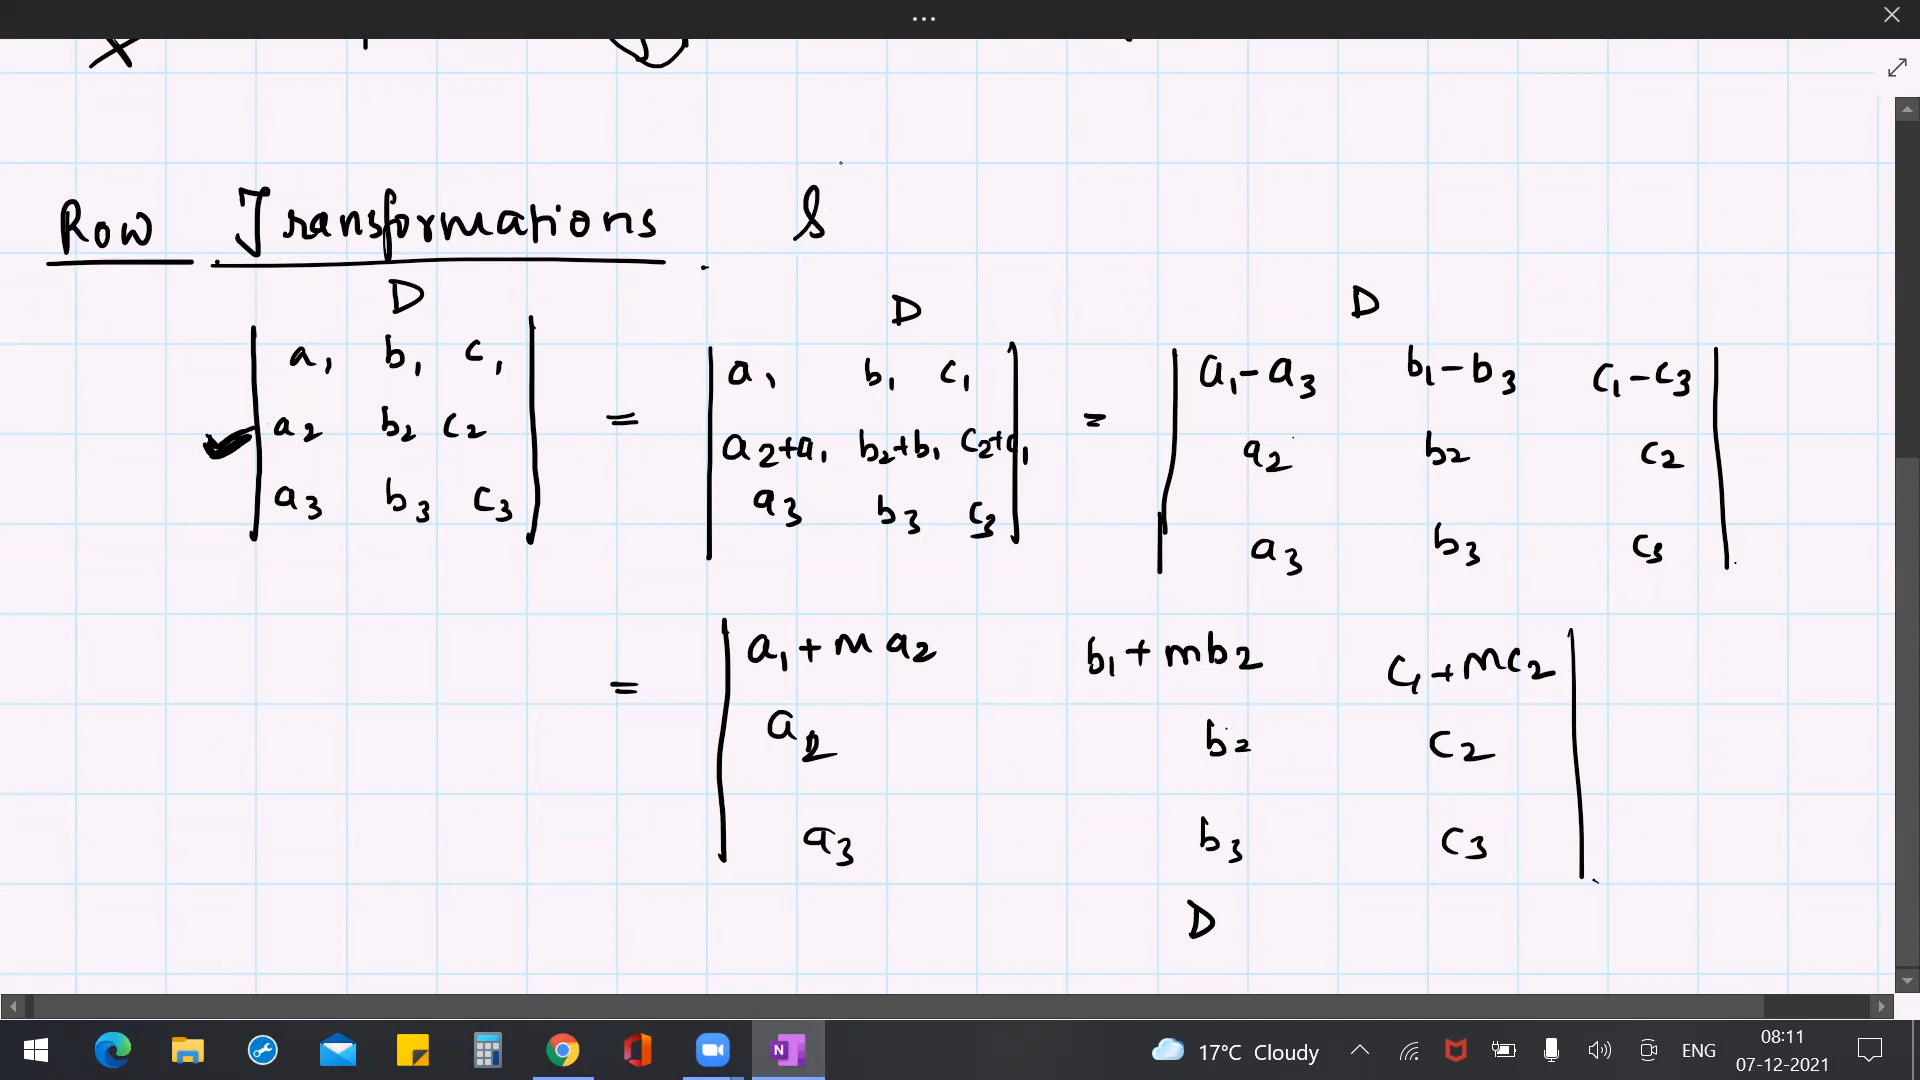 ...
Row Transformations &
D D D
| a₁ b₁ c₁ | | a₁ b₁ c₁ | | a₁-a₃ b₁-b₃ c₁-c₃ |
| a₂ b₂ c₂ | = | a₂+a₁ b₂+b₁ c₂+c₁ | = | a₂ b₂ c₂ |
| a₃ b₃ c₃ | | a₃ b₃ c₃ | | a₃ b₃ c₃ |
| a₁+m a₂ b₁+mb₂ c₁+mc₂ |
= | a₂ b₂ c₂ |
| a₃ b₃ c₃ |
D
17°C Cloudy ENG 08:11
07-12-2021